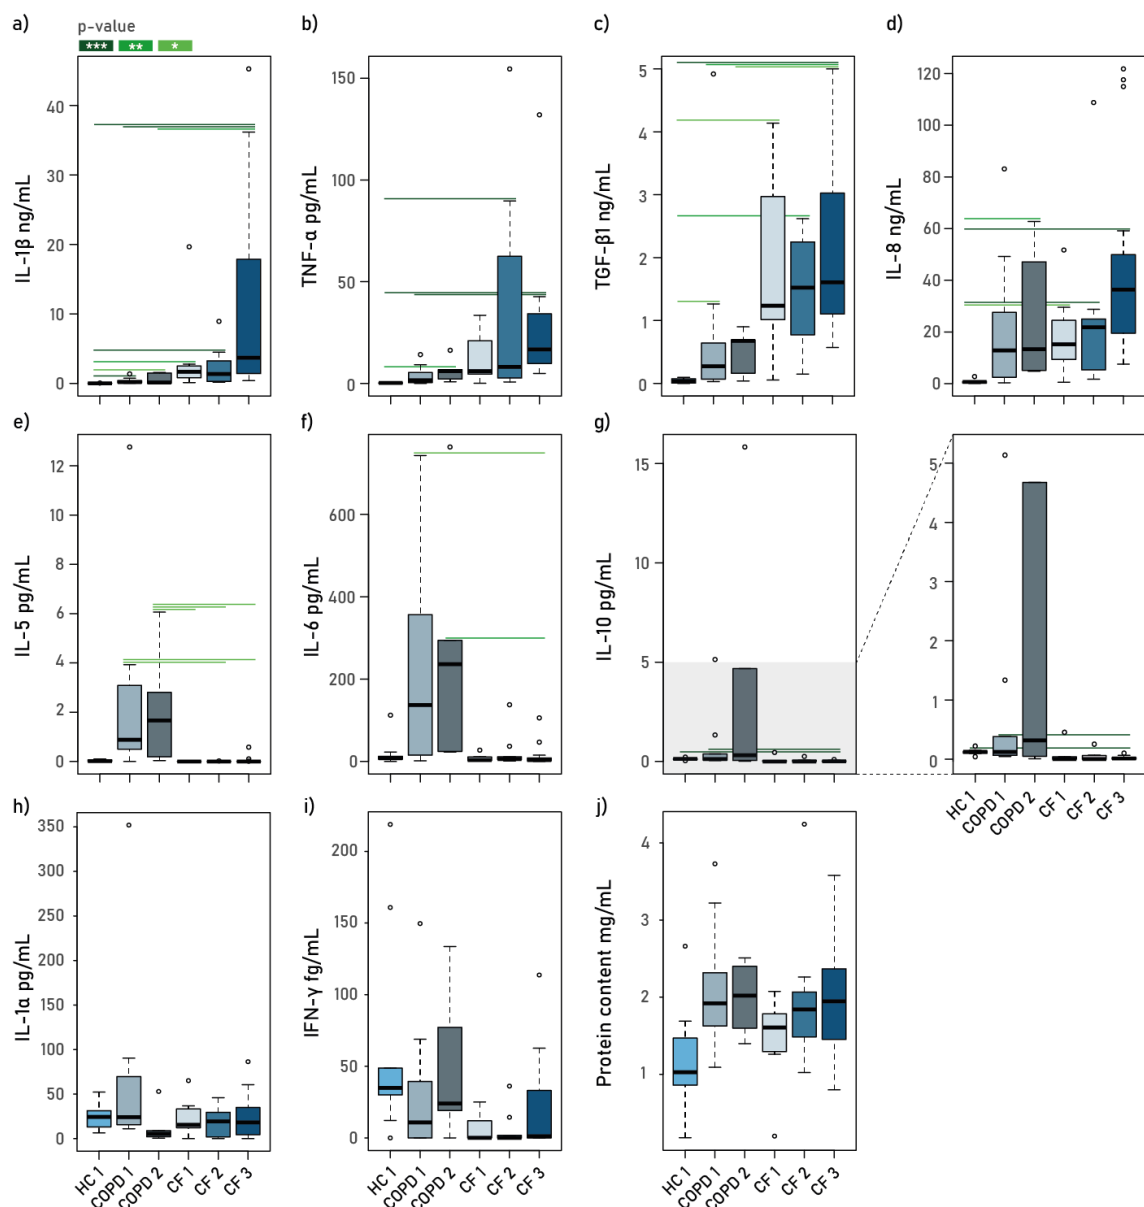 a)
p-value
*** ** *
IL-1β ng/mL
40
30
20
10
0
b)
TNF-α pg/mL
150
100
50
0
c)
TGF-β1 ng/mL
5
4
3
2
1
0
d)
IL-8 ng/mL
120
100
80
60
40
20
0
e)
IL-5 pg/mL
12
10
8
6
4
2
0
f)
IL-6 pg/mL
600
400
200
0
g)
IL-10 pg/mL
15
10
5
0
5
4
5
2
1
0
HC 1
COPD 1
COPD 2
CF 1
CF 2
CF 3
h)
IL-1α pg/mL
350
300
250
200
150
100
50
0
HC 1
COPD 1
COPD 2
CF 1
CF 2
CF 3
i)
IFN-γ fg/mL
200
150
100
50
0
HC 1
COPD 1
COPD 2
CF 1
CF 2
CF 3
j)
Protein content mg/mL
4
3
2
1
HC 1
COPD 1
COPD 2
CF 1
CF 2
CF 3